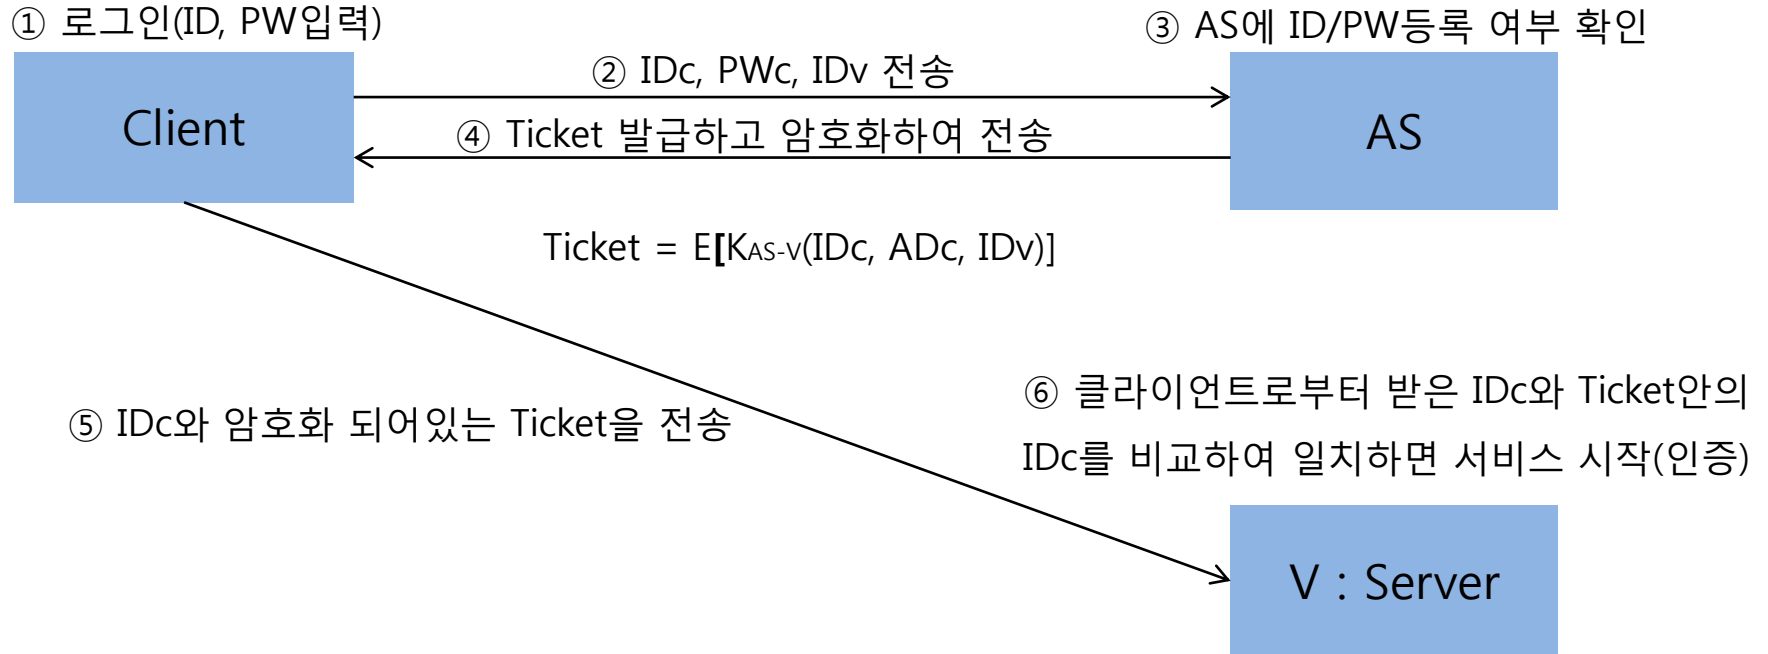 ① 로그인(ID, PW입력)
③ AS에 ID/PW등록 여부 확인
② IDc, PWc, IDv 전송
Client
④ Ticket 발급하고 암호화하여 전송
AS
Ticket = E[KAS-V(IDc, ADc, IDv)]
⑤ IDc와 암호화 되어있는 Ticket을 전송
⑥ 클라이언트로부터 받은 IDc와 Ticket안의
IDc를 비교하여 일치하면 서비스 시작(인증)
V : Server